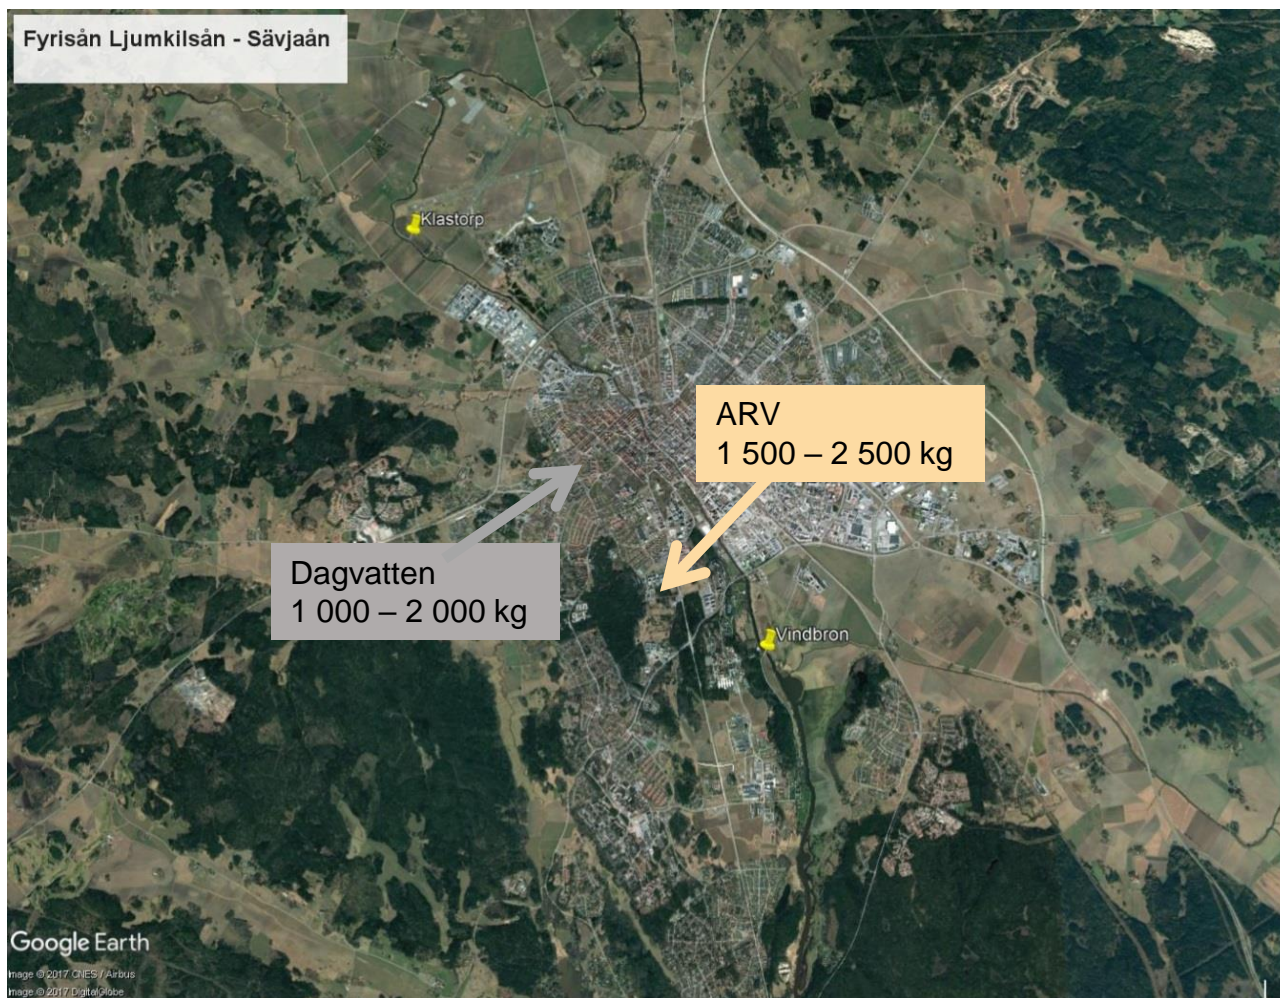 Fyrisån Ljumkilsån - Sävjaån
Klastorp
ARV
1 500 – 2 500 kg
Dagvatten
1 000 – 2 000 kg
Vindbron
Google Earth
Image © 2017 CNES / Airbus
Image © 2017 DigitalGlobe